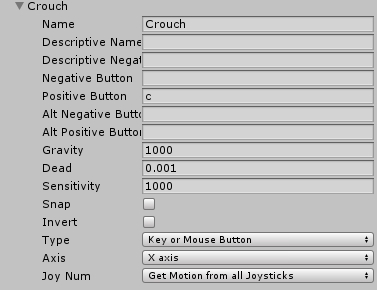 Crouch
Name Crouch
Descriptive Name
Descriptive Negat
Negative Button
Positive Button c
Alt Negative Butto
Alt Positive Button
Gravity 1000
Dead 0.001
Sensitivity 1000
Snap
Invert
Type Key or Mouse Button
Axis X axis
Joy Num Get Motion from all Joysticks